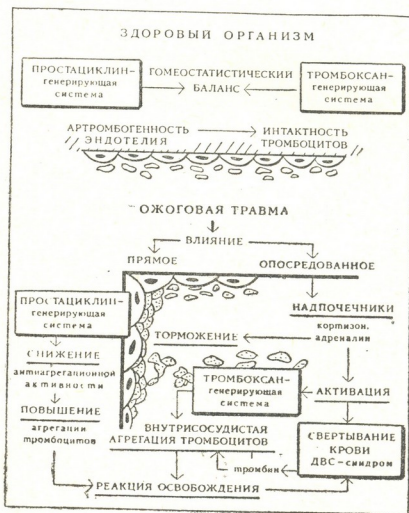 ЗДОРОВЫЙ ОРГАНИЗМ
ПРОСТАЦИКЛИН-
генерирующая
система
ГОМЕОСТАТИСТИЧЕСКИЙ
БАЛАНС
ТРОМБОКСАН-
генерирующая
система
АРТРОМБОГЕННОСТЬ
ЭНДОТЕЛИЯ
ИНТАКТНОСТЬ
ТРОМБОЦИТОВ
ОЖОГОВАЯ ТРАВМА
ВЛИЯНИЕ
ПРЯМОЕ
ОПОСРЕДОВАННОЕ
ПРОСТАЦИКЛИН-
генерирующая
система
СНИЖЕНИЕ
антиагрегационной
активности
ПОВЫШЕНИЕ
агрегации
тромбоцитов
НАДПОЧЕЧНИКИ
кортизон,
адреналин
ТОРМОЖЕНИЕ
ТРОМБОКСАН-
генерирующая
система
АКТИВАЦИЯ
ВНУТРИСОСУДИСТАЯ
АГРЕГАЦИЯ ТРОМБОЦИТОВ
СВЕРТЫВАНИЕ
КРОВИ
ДВС-синдром
тромбин
РЕАКЦИЯ ОСВОБОЖДЕНИЯ